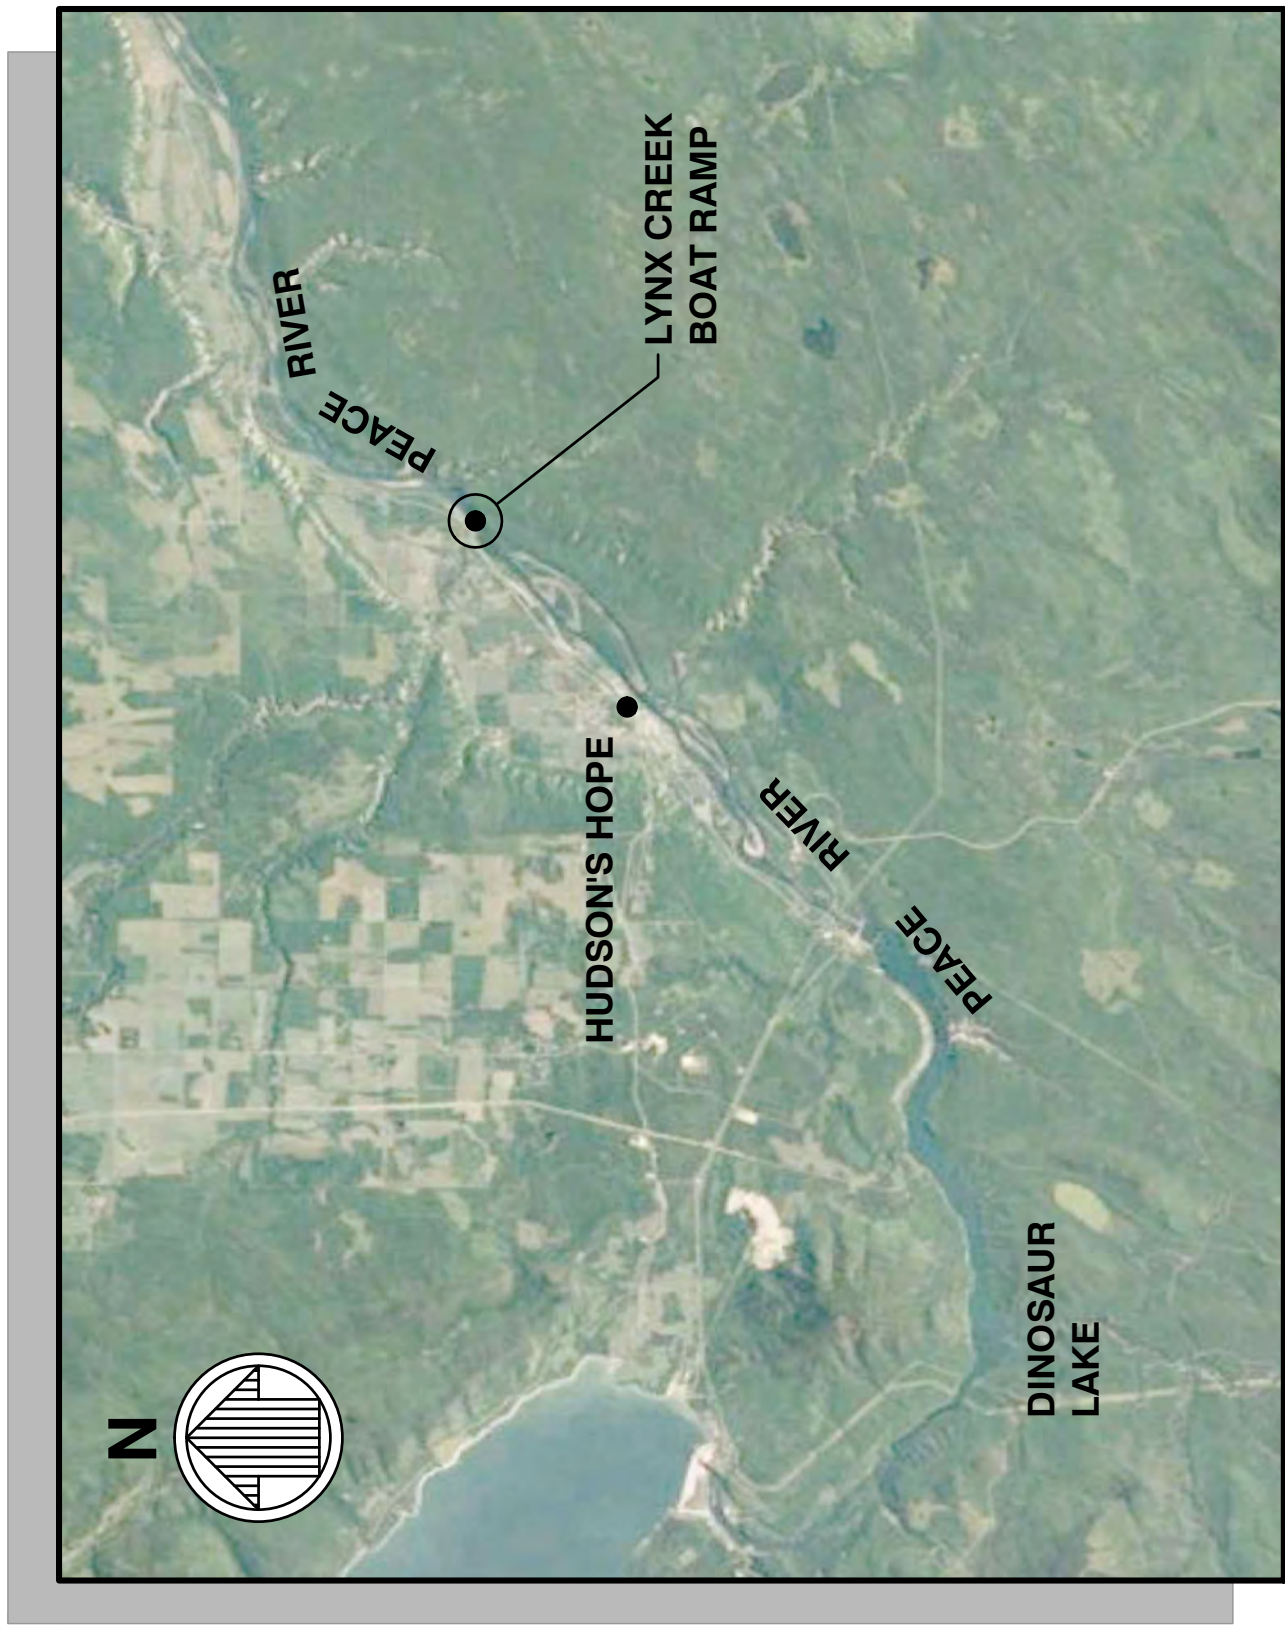 N
RIVER
PEACE
LYNX CREEK
BOAT RAMP
HUDSON'S HOPE
PEACE
RIVER
DINOSAUR
LAKE